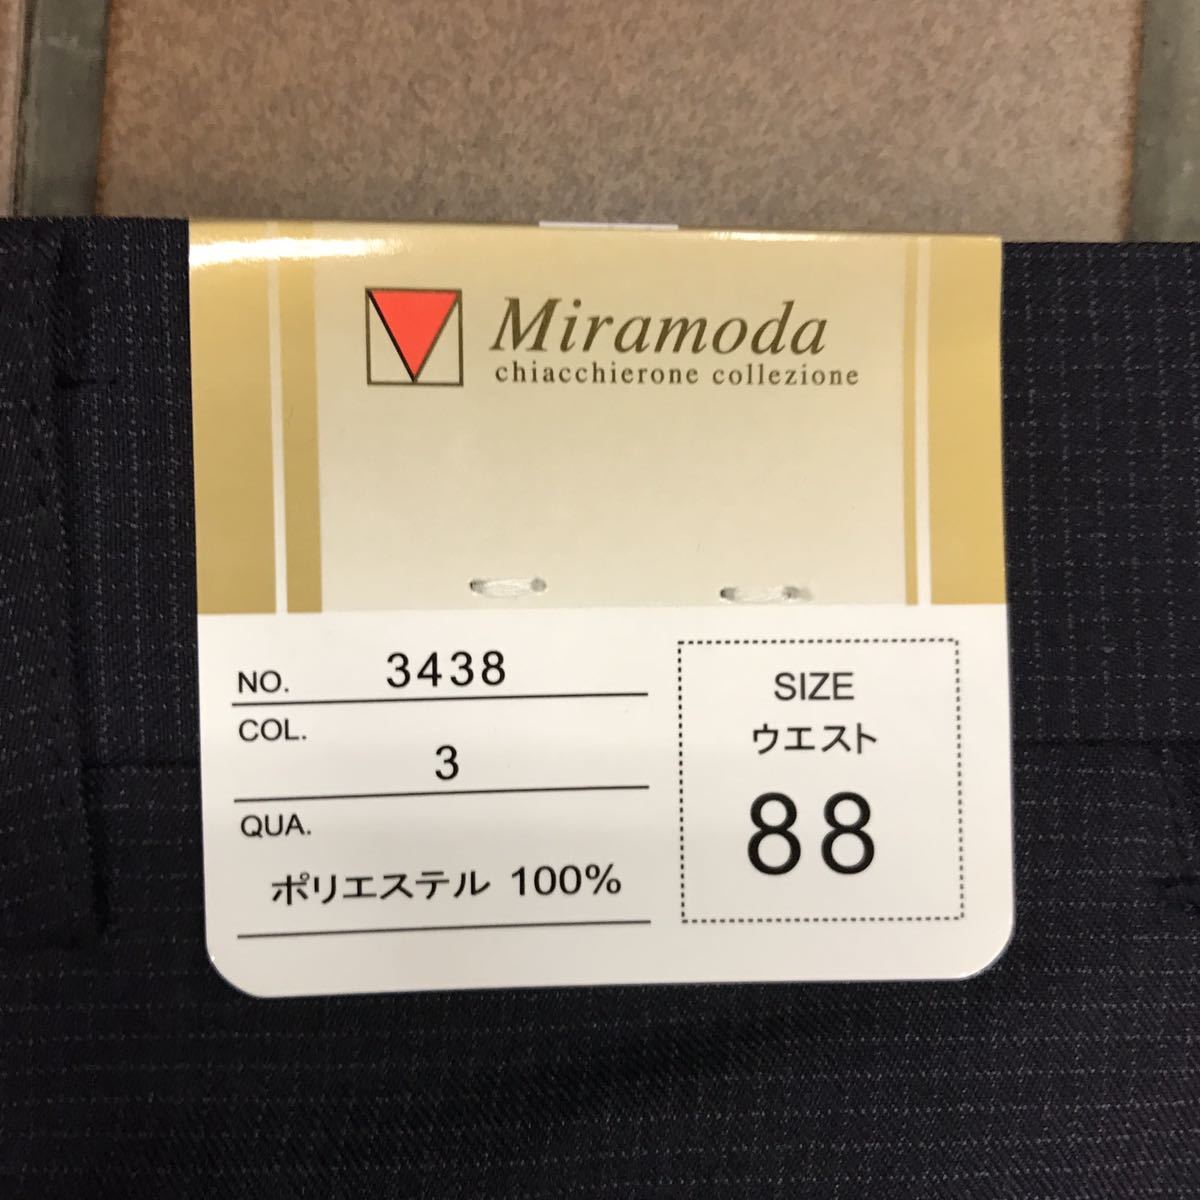 Miramoda
chiacchierone collezione
NO. 3438
COL.
3
QUA.
ポリエステル 100%
SIZE
ウエスト
88